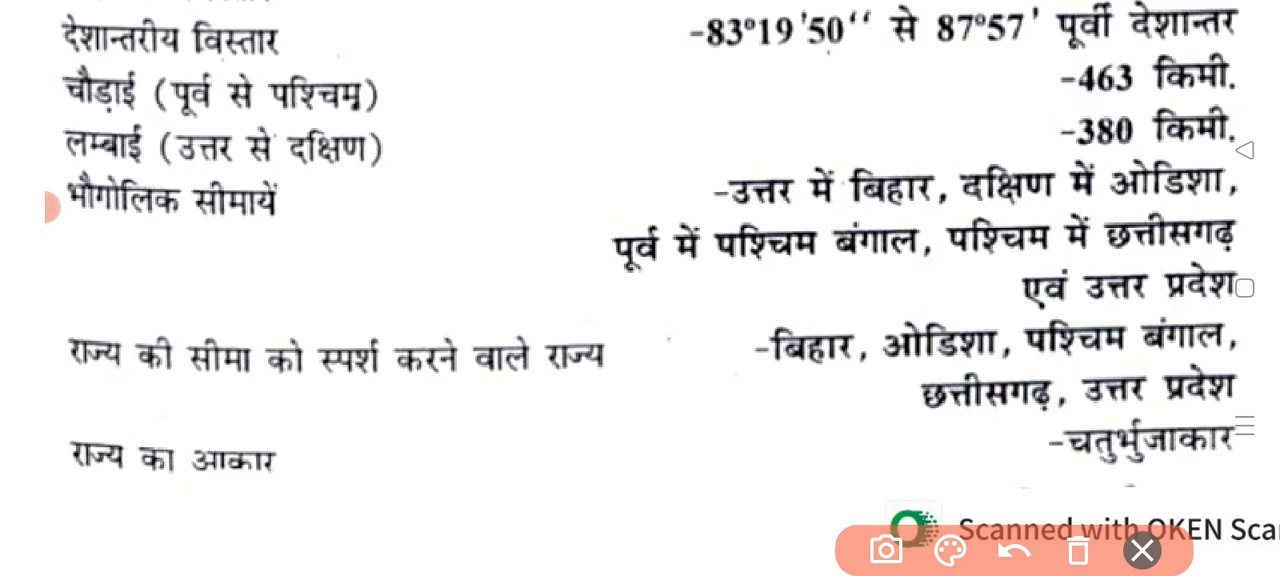 देशान्तरीय विस्तार -83°19'50‘‘ से 87°57' पूर्वी देशान्तर
चौड़ाई (पूर्व से पश्चिम) -463 किमी.
लम्बाई (उत्तर से दक्षिण) -380 किमी.
भौगोलिक सीमायें -उत्तर में बिहार, दक्षिण में ओडिशा,
पूर्व में पश्चिम बंगाल, पश्चिम में छत्तीसगढ़
एवं उत्तर प्रदेश
राज्य की सीमा को स्पर्श करने वाले राज्य -बिहार, ओडिशा, पश्चिम बंगाल,
छत्तीसगढ़, उत्तर प्रदेश
राज्य का आकार -चतुर्भुजाकार
Scanned with OKEN Scan